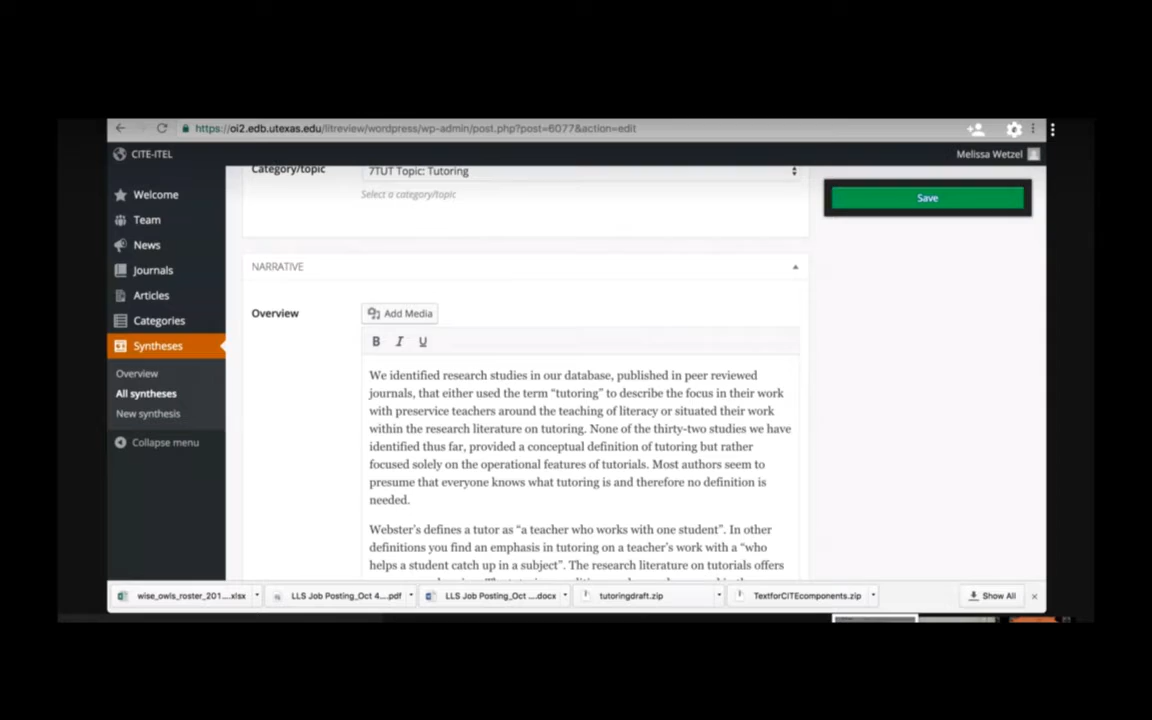 https://oi2.edb.utexas.edu/litreview/wordpress/wp-admin/post.php?post=6077&action=edit
CITE-ITEL
Melissa Wetzel
Welcome
Team
News
Journals
Articles
Categories
Syntheses
Overview
All syntheses
New synthesis
Collapse menu
Category/topic
7TUT Topic: Tutoring
Select a category/topic
Save
NARRATIVE
Overview
Add Media
B I U
We identified research studies in our database, published in peer reviewed
journals, that either used the term “tutoring” to describe the focus in their work
with preservice teachers around the teaching of literacy or situated their work
within the research literature on tutoring. None of the thirty-two studies we have
identified thus far, provided a conceptual definition of tutoring but rather
focused solely on the operational features of tutorials. Most authors seem to
presume that everyone knows what tutoring is and therefore no definition is
needed.
Webster’s defines a tutor as “a teacher who works with one student”. In other
definitions you find an emphasis in tutoring on a teacher’s work with a “who
helps a student catch up in a subject”. The research literature on tutorials offers
wise_owls_roster_201....xlsx
LLS Job Posting_Oct 4....pdf
LLS Job Posting_Oct ....docx
tutoringdraft.zip
TextforCITEcomponents.zip
Show All